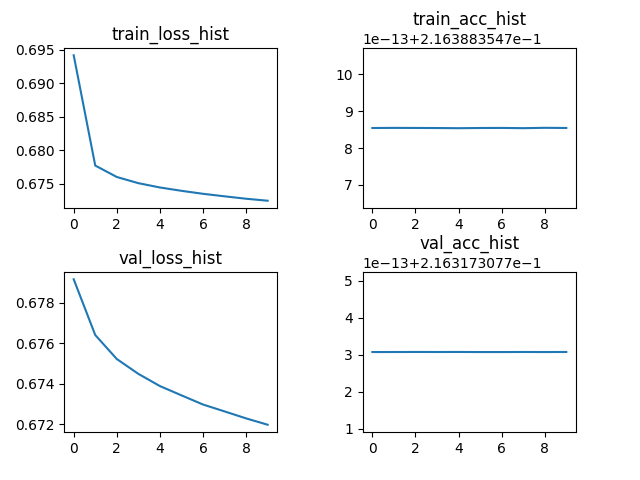 train_loss_hist
0.695
0.690
0.685
0.680
0.675
0 2 4 6 8
train_acc_hist
1e−13+2.163883547e−1
10
9
8
7
0 2 4 6 8
val_loss_hist
0.678
0.676
0.674
0.672
0 2 4 6 8
val_acc_hist
1e−13+2.163173077e−1
5
4
3
2
1
0 2 4 6 8